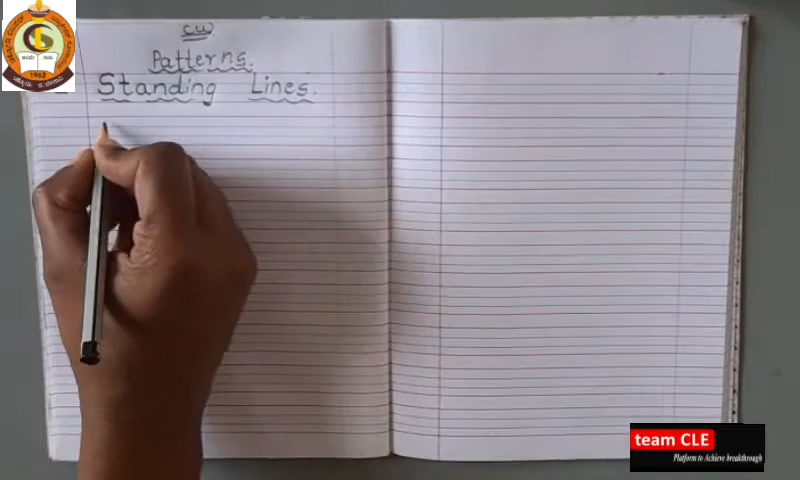 CW
Patterns.
Standing Lines.
1962
team CLE
Platform to Achieve breakthrough